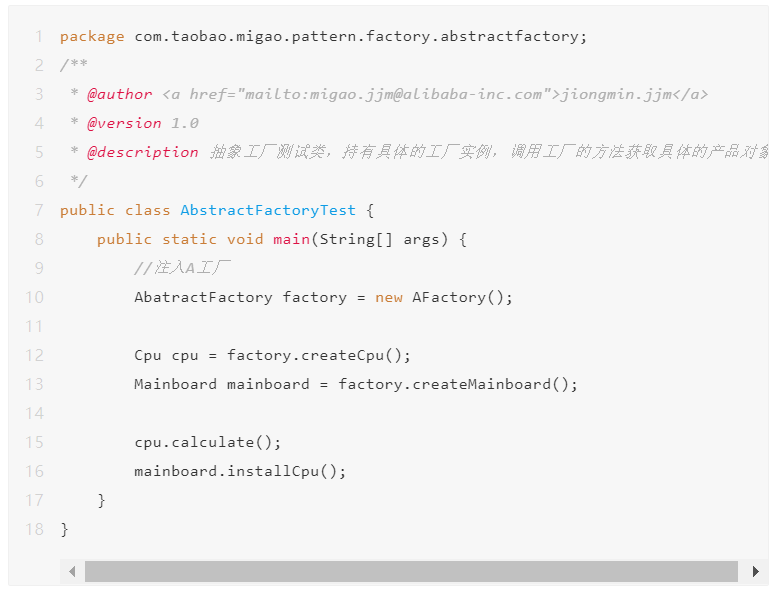 1 package com.taobao.migao.pattern.factory.abstractfactory;
2 /**
3  * @author <a href="mailto:migao.jjm@alibaba-inc.com">jiongmin.jjm</a>
4  * @version 1.0
5  * @description 抽象工厂测试类，持有具体的工厂实例，调用工厂的方法获取具体的产品对象
6  */
7 public class AbstractFactoryTest {
8     public static void main(String[] args) {
9         //注入A工厂
10         AbatractFactory factory = new AFactory();
11
12         Cpu cpu = factory.createCpu();
13         Mainboard mainboard = factory.createMainboard();
14
15         cpu.calculate();
16         mainboard.installCpu();
17     }
18 }